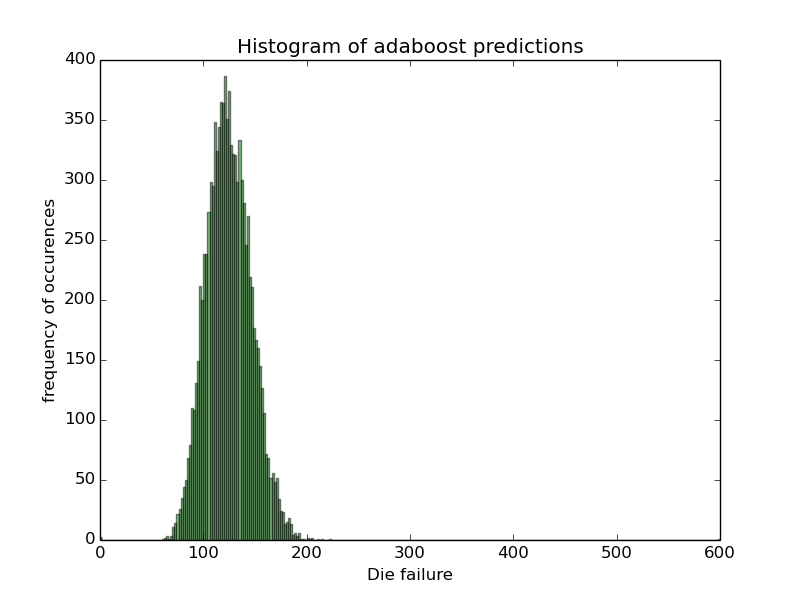 Histogram of adaboost predictions
400
350
300
250
200
150
100
50
0
frequency of occurences
0 100 200 300 400 500 600
Die failure